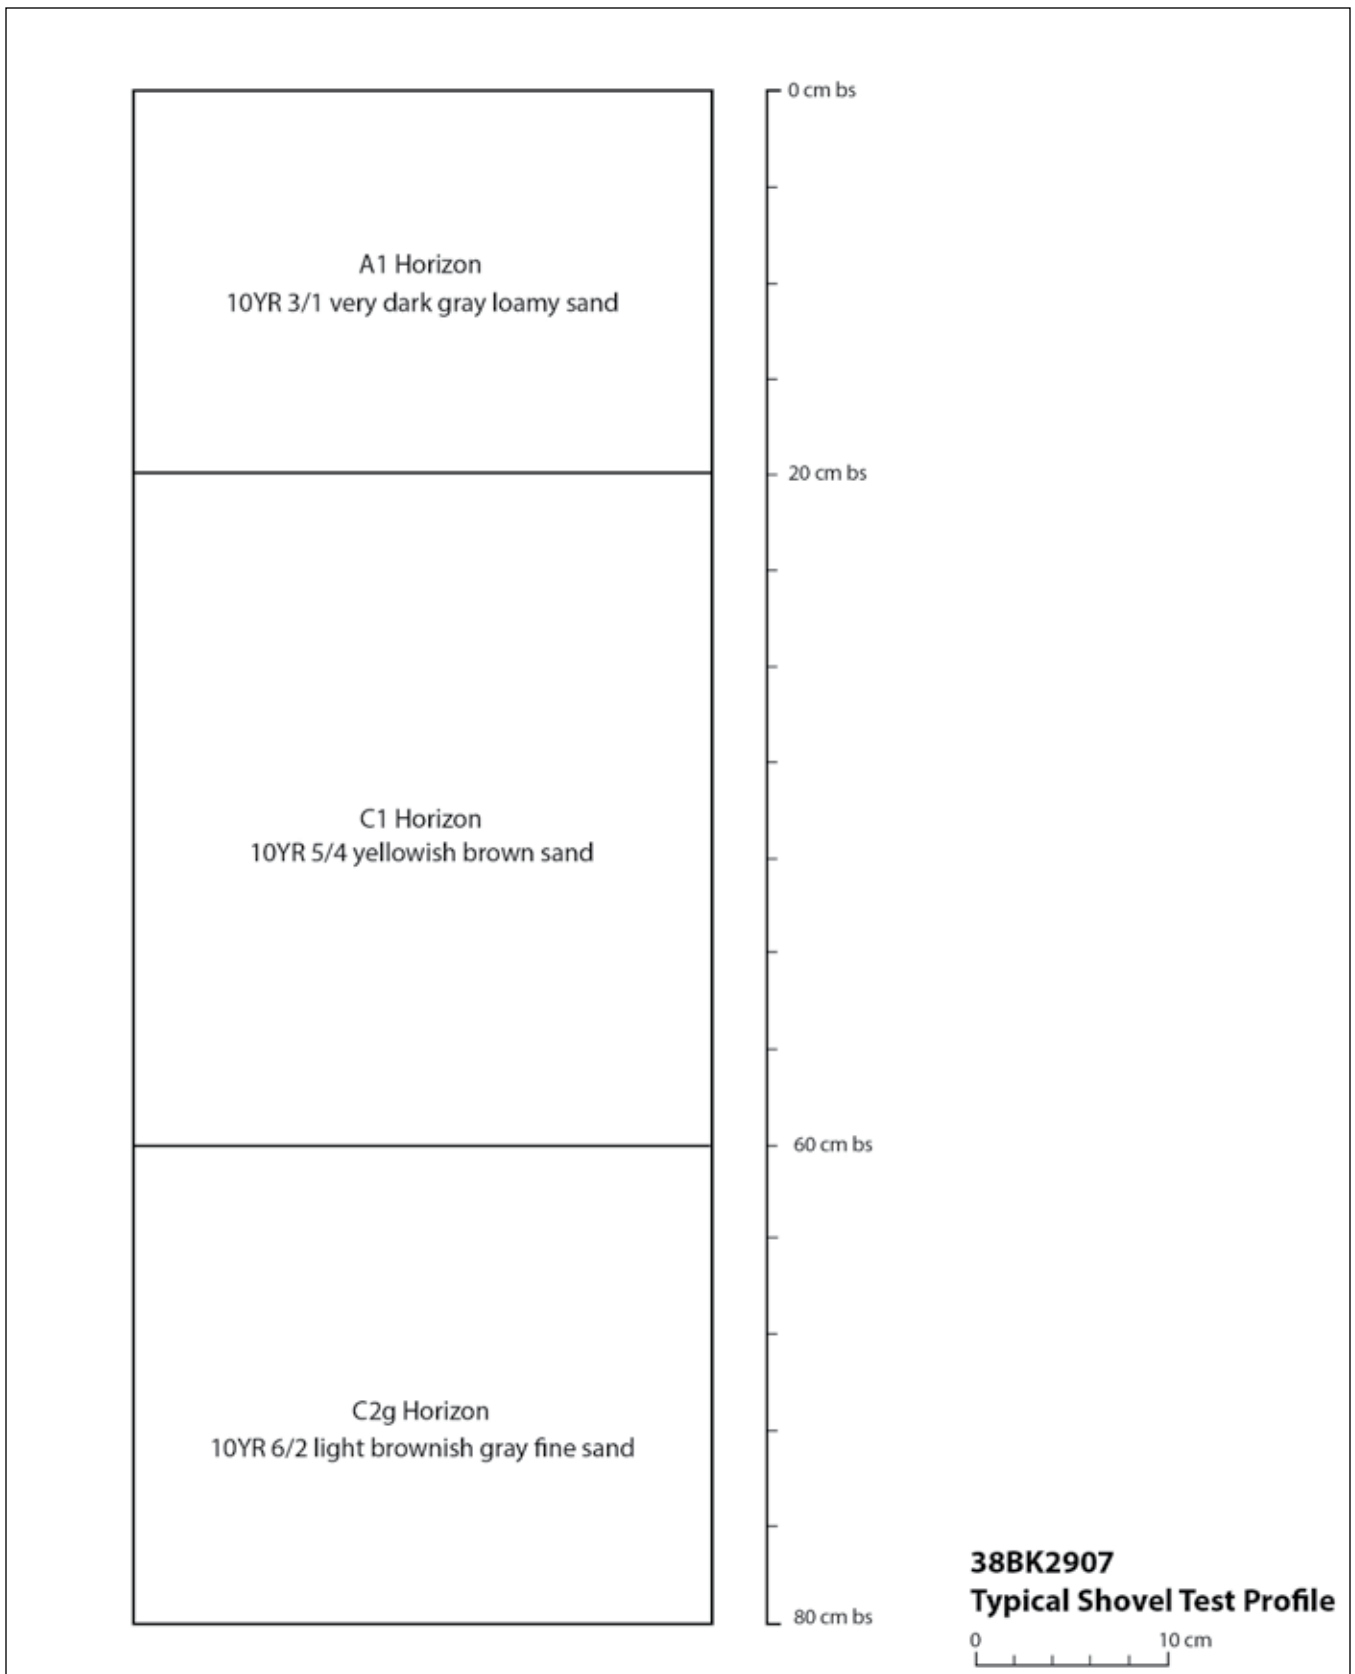 0 cm bs
A1 Horizon
10YR 3/1 very dark gray loamy sand
20 cm bs
C1 Horizon
10YR 5/4 yellowish brown sand
60 cm bs
C2g Horizon
10YR 6/2 light brownish gray fine sand
80 cm bs
38BK2907
Typical Shovel Test Profile
0 10 cm